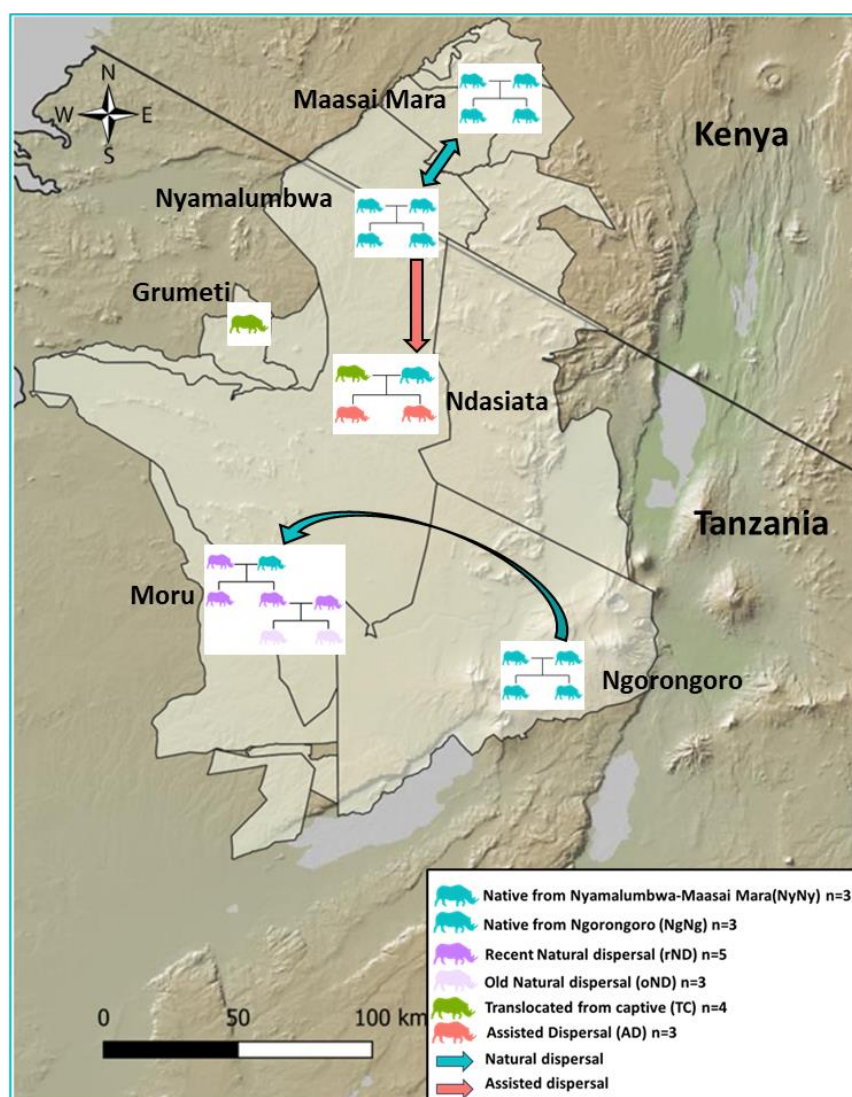 N
W E
S
Maasai Mara
Kenya
Nyamalumbwa
Grumeti
Ndasiata
Tanzania
Moru
Ngorongoro
Native from Nyamalumbwa-Maasai Mara(NyNy) n=3
Native from Ngorongoro (NgNg) n=3
Recent Natural dispersal (rND) n=5
Old Natural dispersal (oND) n=3
Translocated from captive (TC) n=4
Assisted Dispersal (AD) n=3
Natural dispersal
Assisted dispersal
0 50 100 km